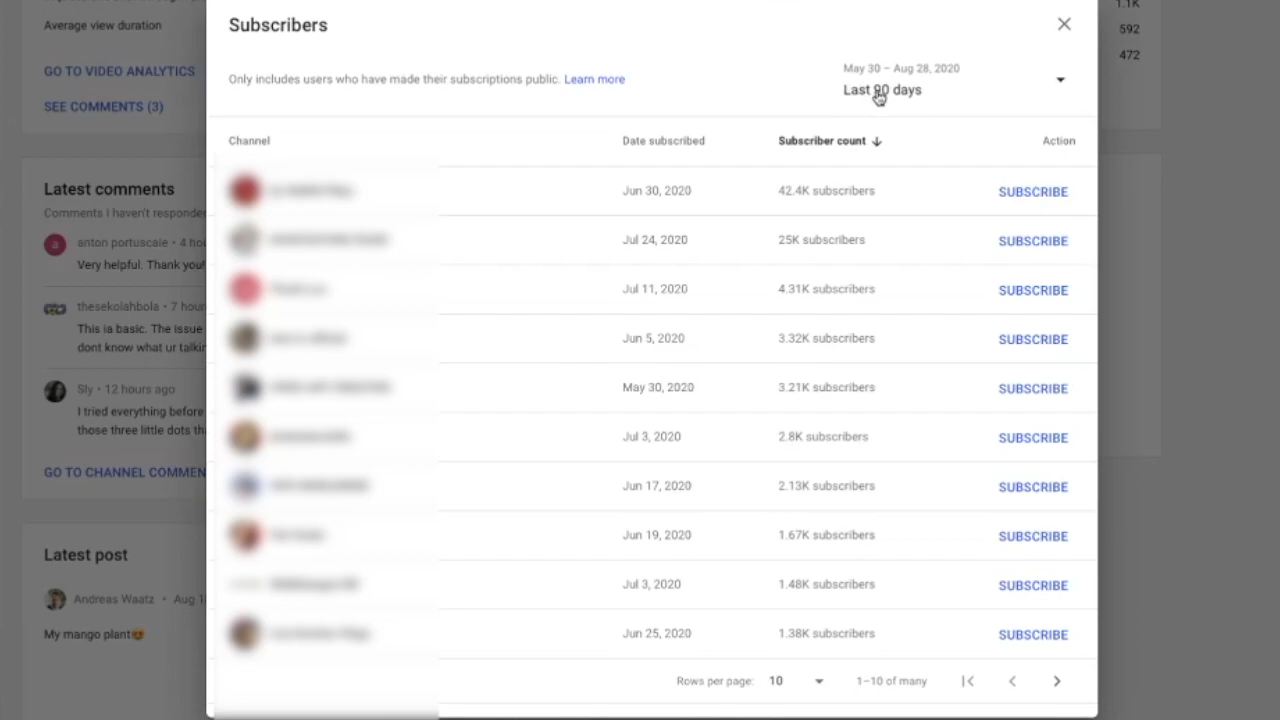 Average view duration
GO TO VIDEO ANALYTICS
SEE COMMENTS (3)
Latest comments
Comments I haven't responded
a
anton portuscale • 4 hou
Very helpful. Thank you!
thesekolahbola • 7 hour
This ia basic. The issue
dont know what ur talkin
Sly • 12 hours ago
I tried everything before
those three little dots th
GO TO CHANNEL COMMEN
Latest post
Andreas Waatz • Aug 1
My mango plant😍
Subscribers
Only includes users who have made their subscriptions public. Learn more
May 30 – Aug 28, 2020
Last 90 days
Channel Date subscribed Subscriber count Action
Jun 30, 2020 42.4K subscribers SUBSCRIBE
Jul 24, 2020 25K subscribers SUBSCRIBE
Jul 11, 2020 4.31K subscribers SUBSCRIBE
Jun 5, 2020 3.32K subscribers SUBSCRIBE
May 30, 2020 3.21K subscribers SUBSCRIBE
Jul 3, 2020 2.8K subscribers SUBSCRIBE
Jun 17, 2020 2.13K subscribers SUBSCRIBE
Jun 19, 2020 1.67K subscribers SUBSCRIBE
Jul 3, 2020 1.48K subscribers SUBSCRIBE
Jun 25, 2020 1.38K subscribers SUBSCRIBE
Rows per page: 10 1–10 of many
1.1K
592
472